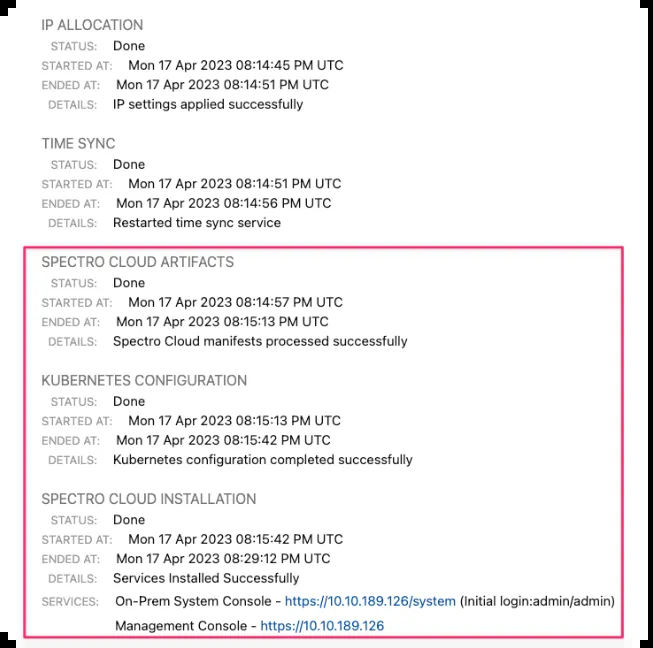 IP ALLOCATION
STATUS: Done
STARTED AT: Mon 17 Apr 2023 08:14:45 PM UTC
ENDED AT: Mon 17 Apr 2023 08:14:51 PM UTC
DETAILS: IP settings applied successfully
TIME SYNC
STATUS: Done
STARTED AT: Mon 17 Apr 2023 08:14:51 PM UTC
ENDED AT: Mon 17 Apr 2023 08:14:56 PM UTC
DETAILS: Restarted time sync service
SPECTRO CLOUD ARTIFACTS
STATUS: Done
STARTED AT: Mon 17 Apr 2023 08:14:57 PM UTC
ENDED AT: Mon 17 Apr 2023 08:15:13 PM UTC
DETAILS: Spectro Cloud manifests processed successfully
KUBERNETES CONFIGURATION
STATUS: Done
STARTED AT: Mon 17 Apr 2023 08:15:13 PM UTC
ENDED AT: Mon 17 Apr 2023 08:15:42 PM UTC
DETAILS: Kubernetes configuration completed successfully
SPECTRO CLOUD INSTALLATION
STATUS: Done
STARTED AT: Mon 17 Apr 2023 08:15:42 PM UTC
ENDED AT: Mon 17 Apr 2023 08:29:12 PM UTC
DETAILS: Services Installed Successfully
SERVICES: On-Prem System Console - https://10.10.189.126/system (Initial login:admin/admin)
Management Console - https://10.10.189.126